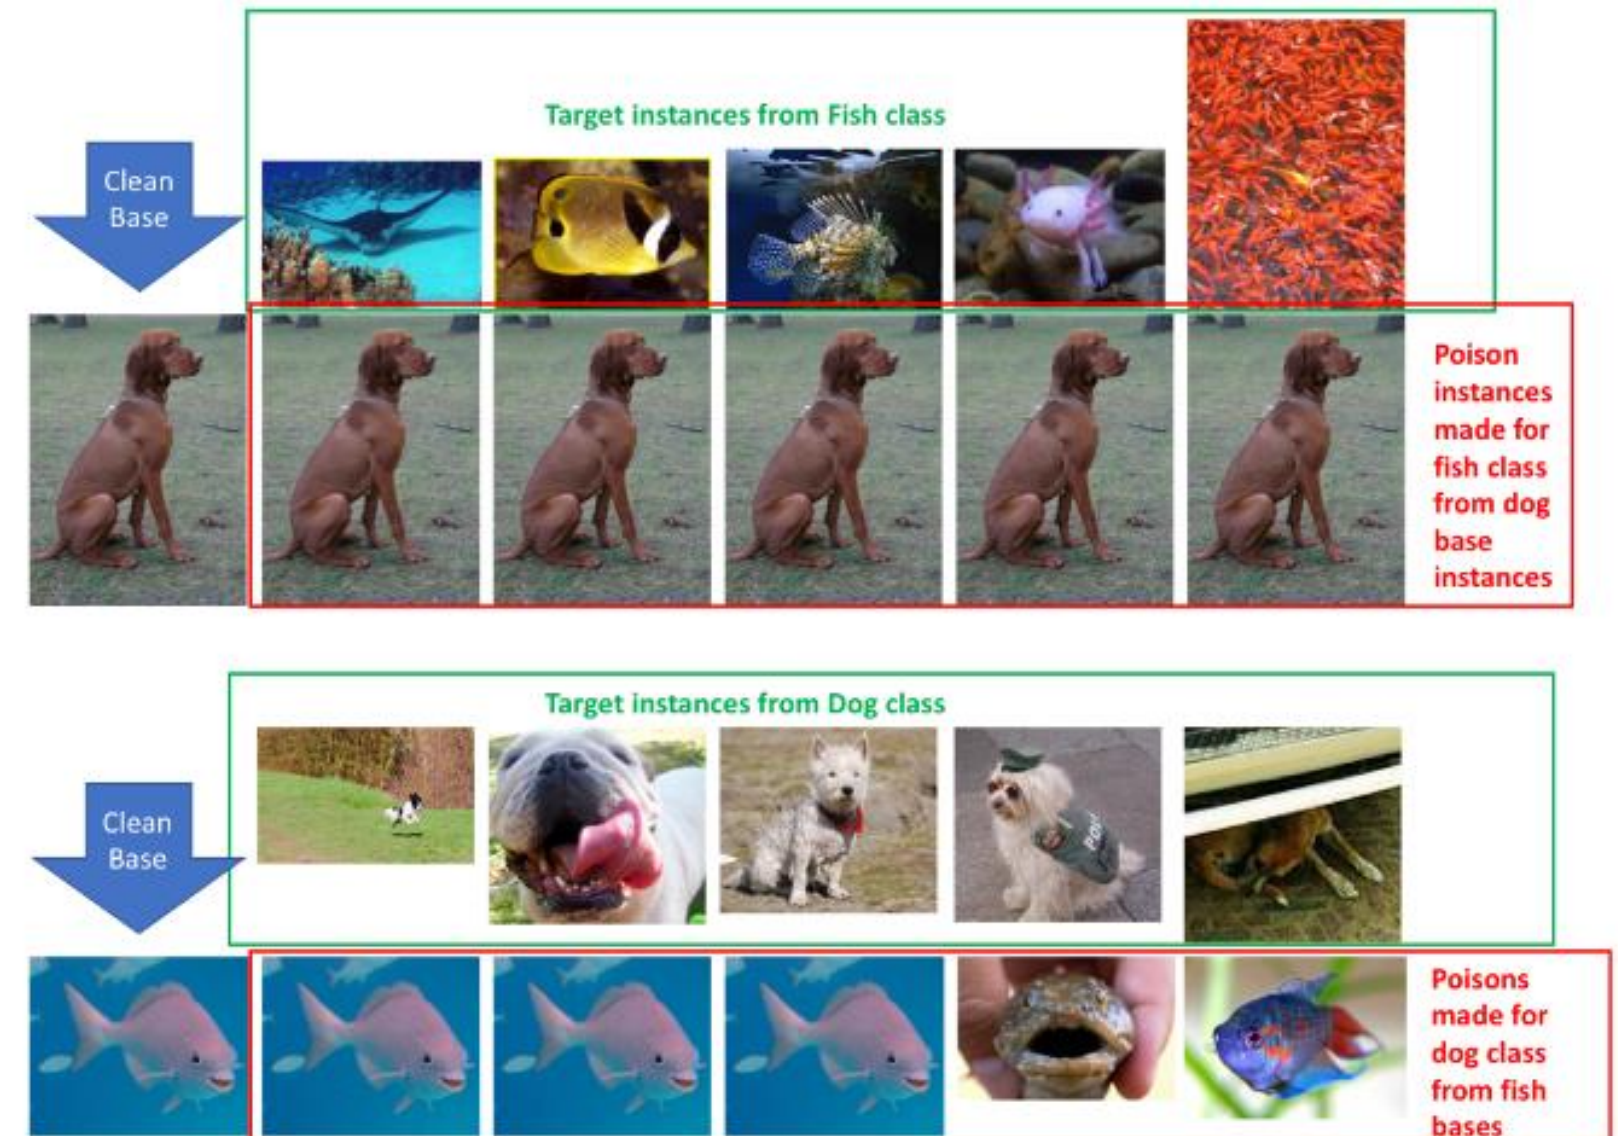 Target instances from Fish class
Clean
Base
Poison
instances
made for
fish class
from dog
base
instances
Target instances from Dog class
Clean
Base
Poisons
made for
dog class
from fish
bases